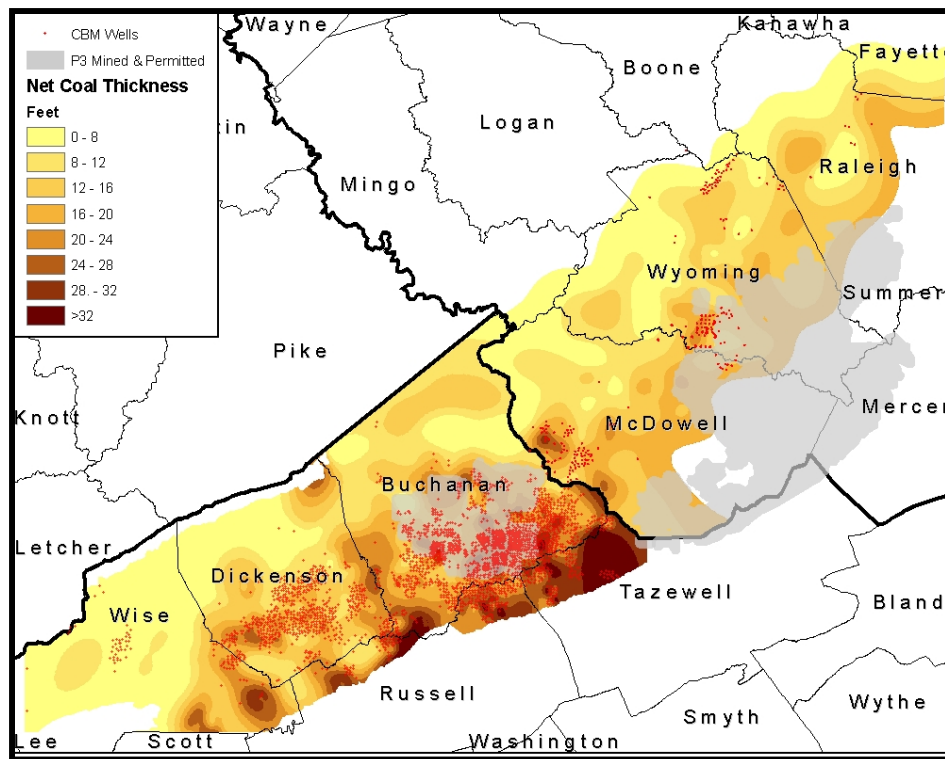 CBM Wells
P3 Mined & Permitted
Net Coal Thickness
Feet
0 - 8
8 - 12
12 - 16
16 - 20
20 - 24
24 - 28
28. - 32
>32
Wayne
Kanawha
Fayette
Boone
tin
Logan
Raleigh
Mingo
Wyoming
Summer
Pike
Knott
McDowell
Mercer
Buchanan
Letcher
Dickenson
Tazewell
Bland
Wise
Russell
Wythe
Smyth
Lee
Scott
Washington